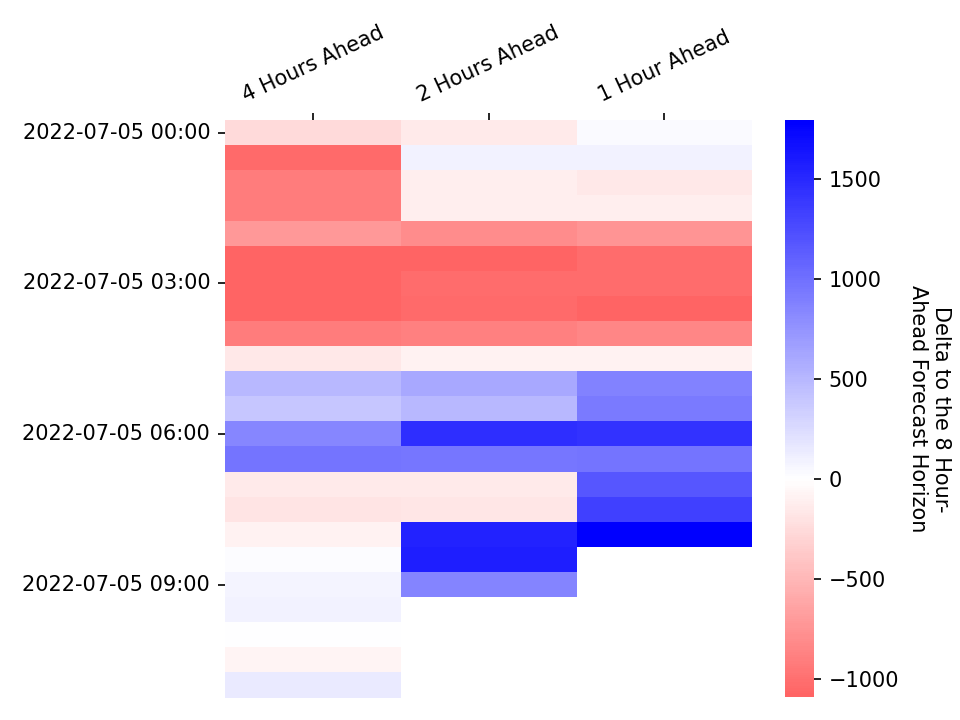 4 Hours Ahead
2 Hours Ahead
1 Hour Ahead
2022-07-05 00:00
2022-07-05 03:00
2022-07-05 06:00
2022-07-05 09:00
1500
1000
500
0
−500
−1000
Delta to the 8 Hour-
Ahead Forecast Horizon